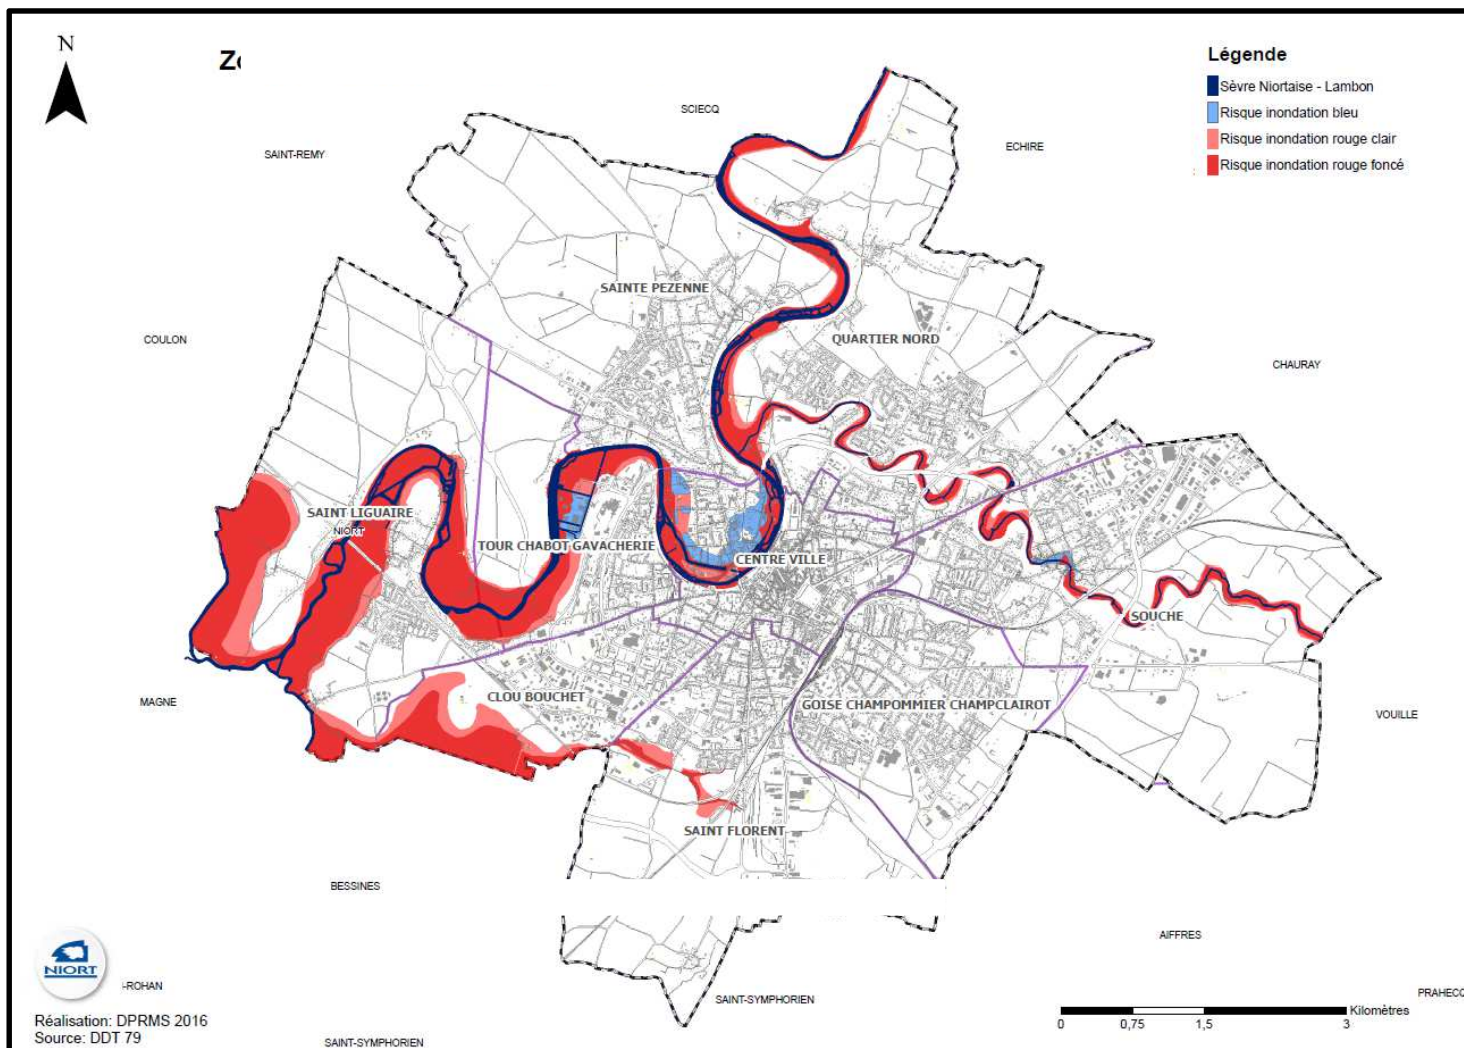 N
Légende
Sèvre Niortaise - Lambon
Risque inondation bleu
Risque inondation rouge clair
Risque inondation rouge foncé
SCIECQ
SAINT-REMY
ECHIRE
SAINTE PEZENNE
COULON
QUARTIER NORD
CHAURAY
SAINT LIGUAIRE
NIORT
TOUR CHABOT GAVACHERIE
CENTRE VILLE
SOUCHE
MAGNE
CLOU BOUCHET
GOISE CHAMPOMMIER CHAMPCLAIROT
VOUILLE
SAINT FLORENT
BESSINES
AIFFRES
NIORT
-ROHAN
SAINT-SYMPHORIEN
PRAHECQ
Kilomètres
0 0,75 1,5 3
Réalisation: DPRMS 2016
Source: DDT 79
SAINT-SYMPHORIEN